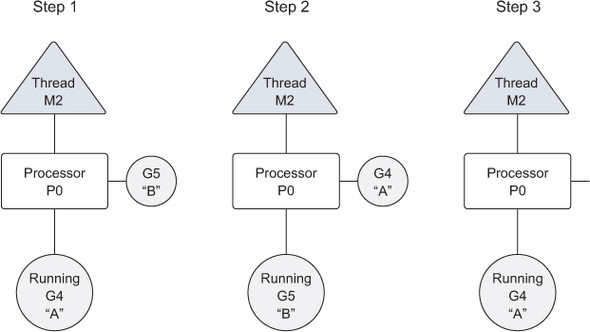 Step 1
Step 2
Step 3
Thread
M2
Thread
M2
Thread
M2
Processor
P0
G5
“B”
Processor
P0
G4
“A”
Processor
P0
Running
G4
“A”
Running
G5
“B”
Running
G4
“A”